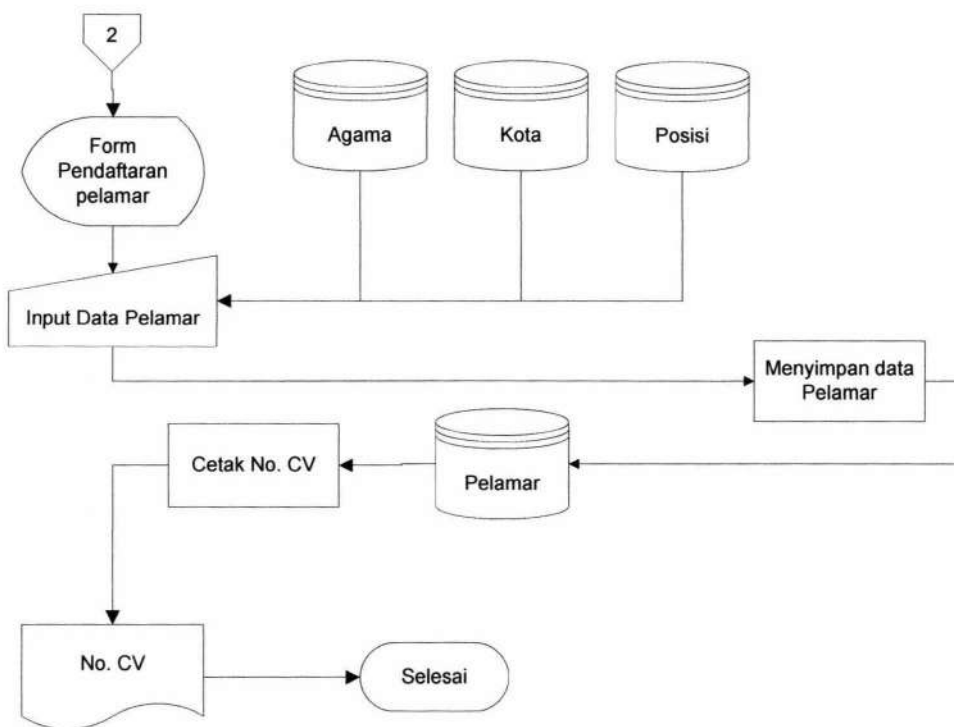 2
Form
Pendaftaran
pelamar
Agama
Kota
Posisi
Input Data Pelamar
Menyimpan data
Pelamar
Cetak No. CV
Pelamar
No. CV
Selesai